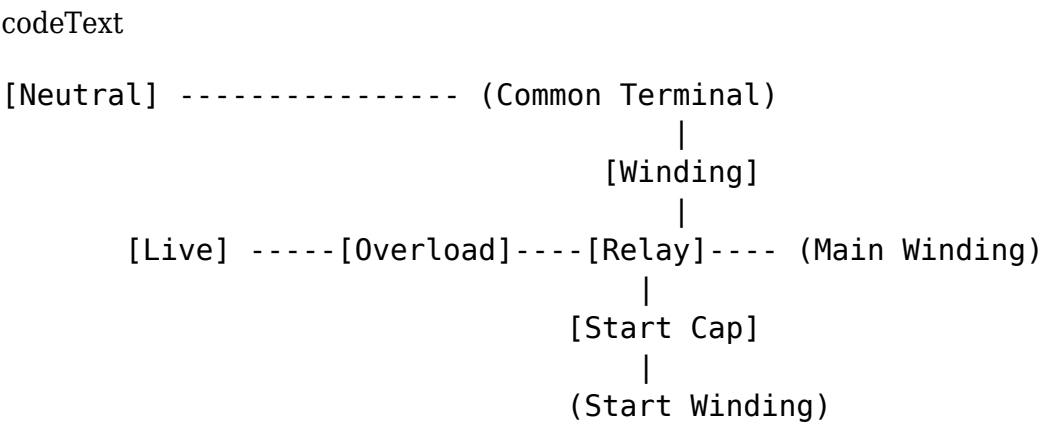 codeText
[Neutral] ---------------- (Common Terminal)
|
[Winding]
|
[Live] -----[Overload]----[Relay]---- (Main Winding)
|
[Start Cap]
|
(Start Winding)